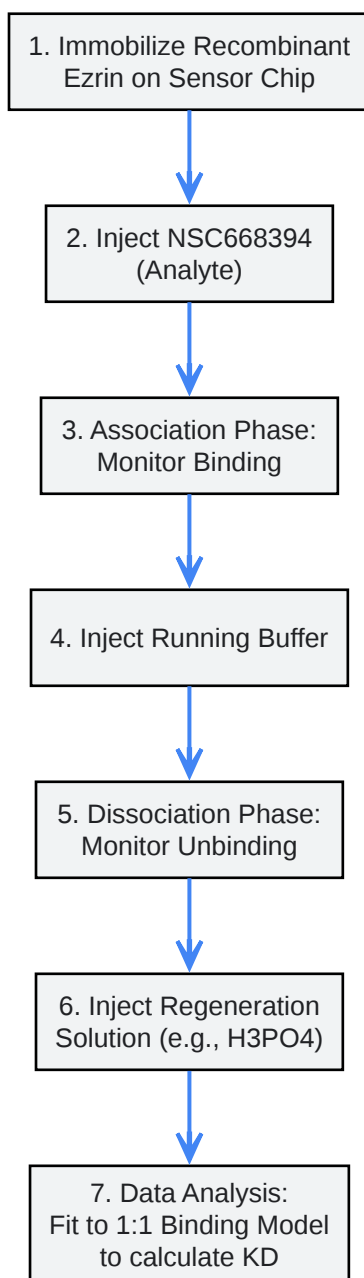 1. Immobilize Recombinant
Ezrin on Sensor Chip
2. Inject NSC668394
(Analyte)
3. Association Phase:
Monitor Binding
4. Inject Running Buffer
5. Dissociation Phase:
Monitor Unbinding
6. Inject Regeneration
Solution (e.g., H3PO4)
7. Data Analysis:
Fit to 1:1 Binding Model
to calculate KD